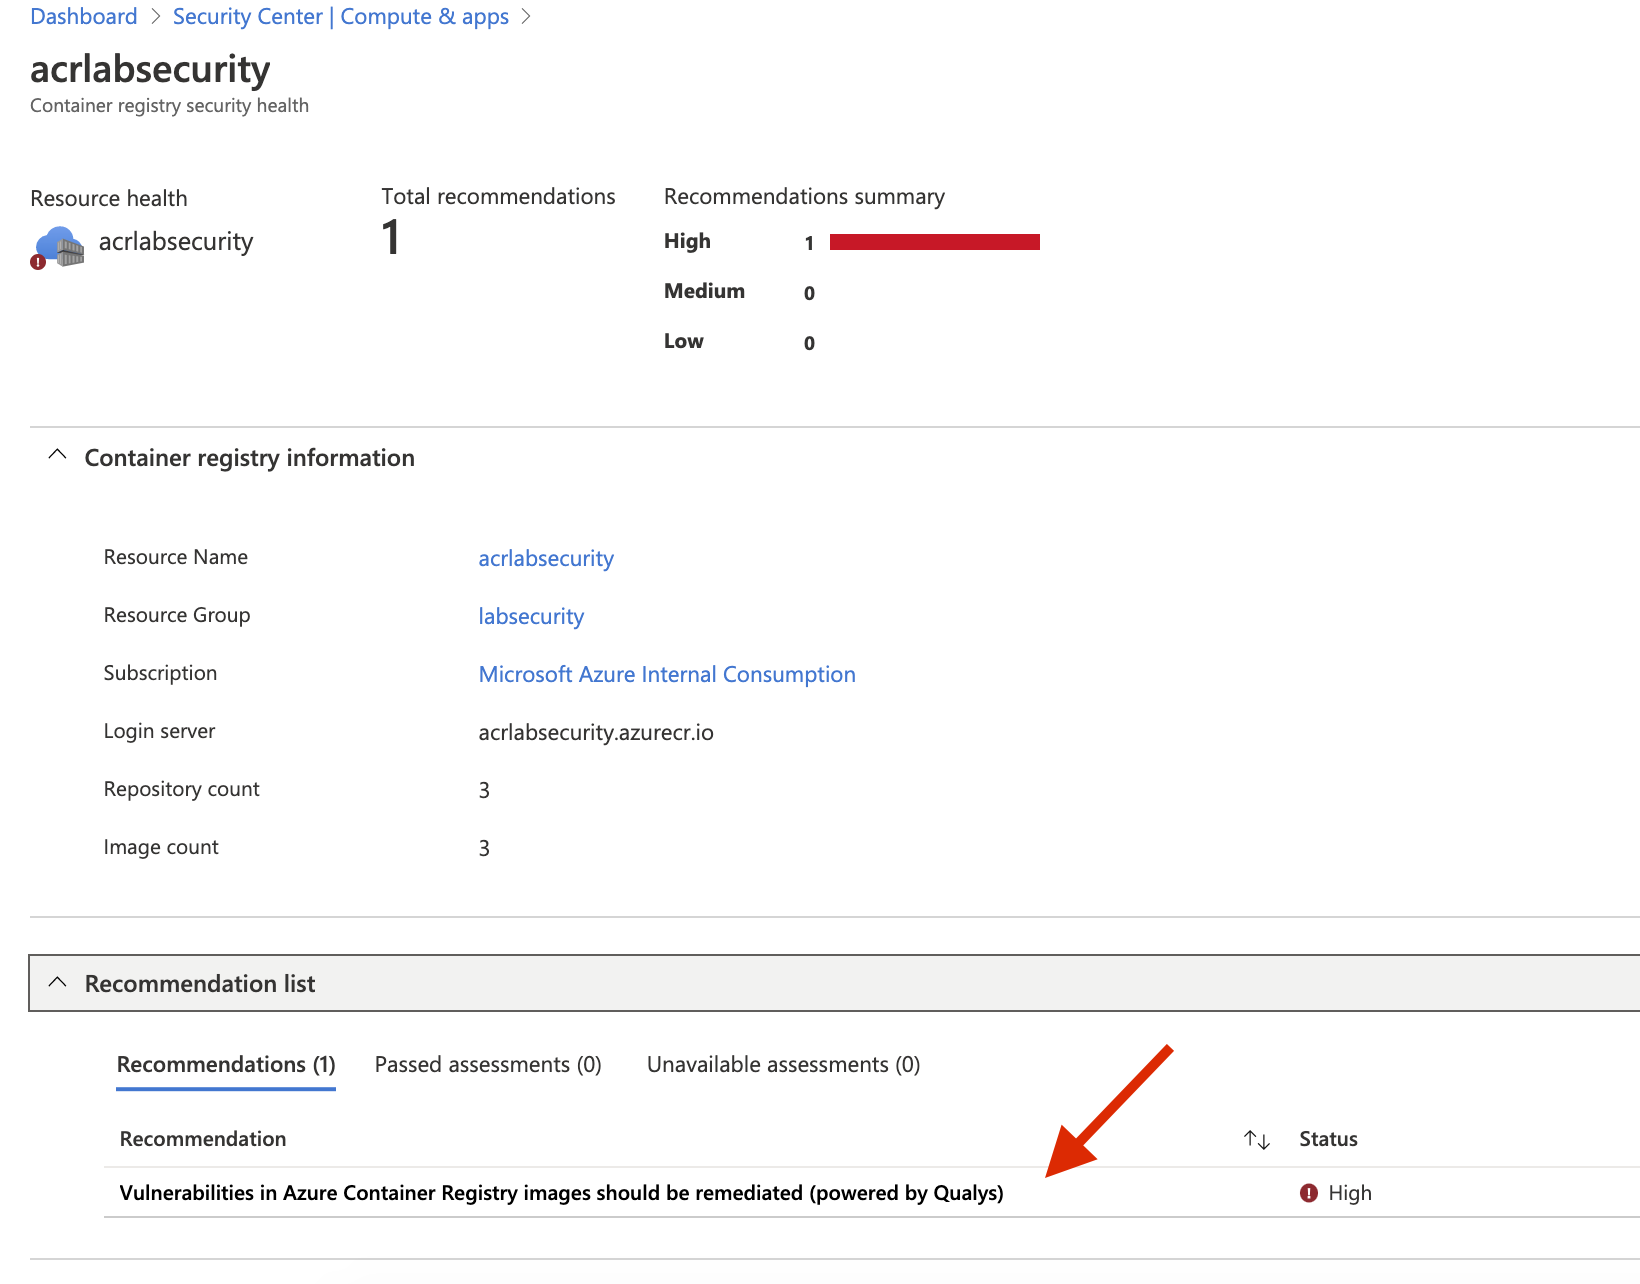 Dashboard > Security Center | Compute & apps >
acrlabsecurity
Container registry security health
Resource health
acrlabsecurity
Total recommendations
1
Recommendations summary
High 1
Medium 0
Low 0
Container registry information
Resource Name acrlabsecurity
Resource Group labsecurity
Subscription Microsoft Azure Internal Consumption
Login server acrlabsecurity.azurecr.io
Repository count 3
Image count 3
Recommendation list
Recommendations (1) Passed assessments (0) Unavailable assessments (0)
Recommendation ↑↓ Status
Vulnerabilities in Azure Container Registry images should be remediated (powered by Qualys) High